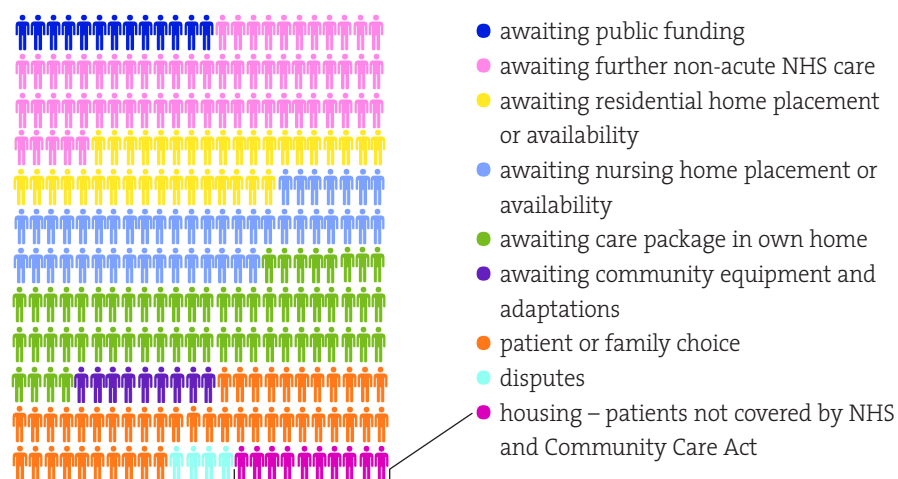 awaiting public funding
awaiting further non-acute NHS care
awaiting residential home placement
or availability
awaiting nursing home placement or
availability
awaiting care package in own home
awaiting community equipment and
adaptations
patient or family choice
disputes
housing – patients not covered by NHS
and Community Care Act